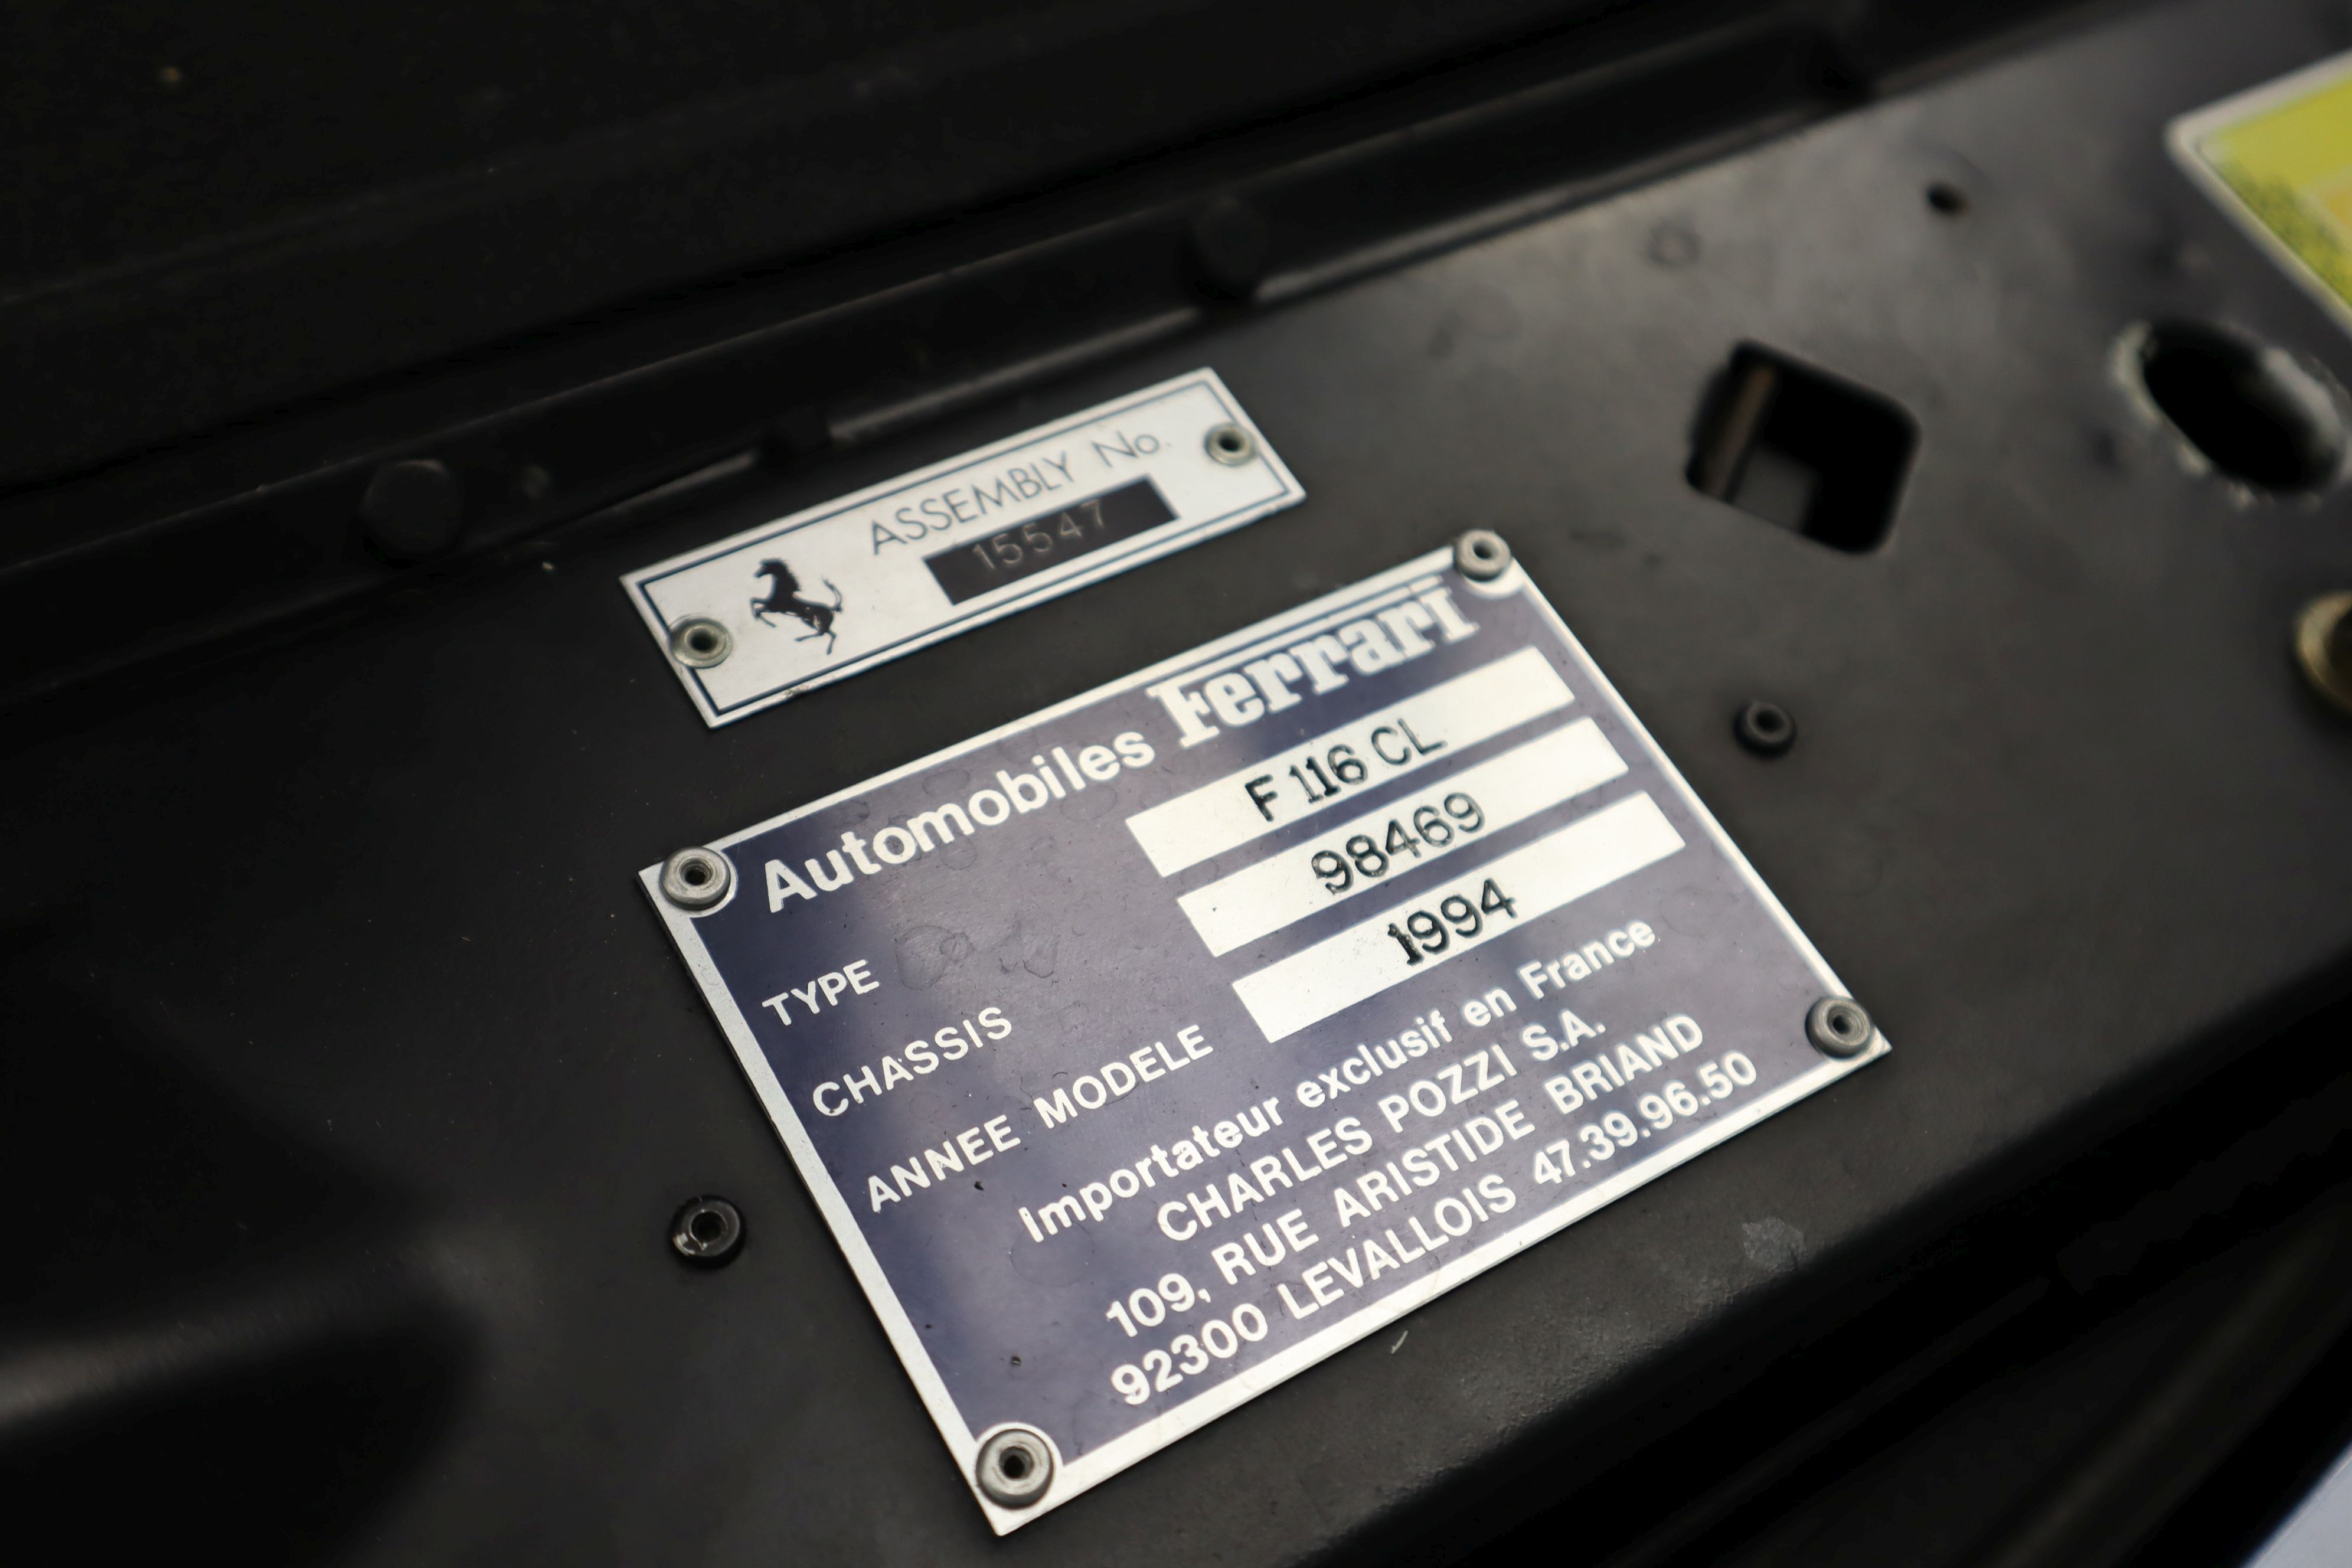 ASSEMBLY No.
15547
Automobiles Ferrari
TYPE F 116 CL
CHASSIS 98469
ANNEE MODELE 1994
Importateur exclusif en France
CHARLES POZZI S.A.
109, RUE ARISTIDE BRIAND
92300 LEVALLOIS 47.39.96.50